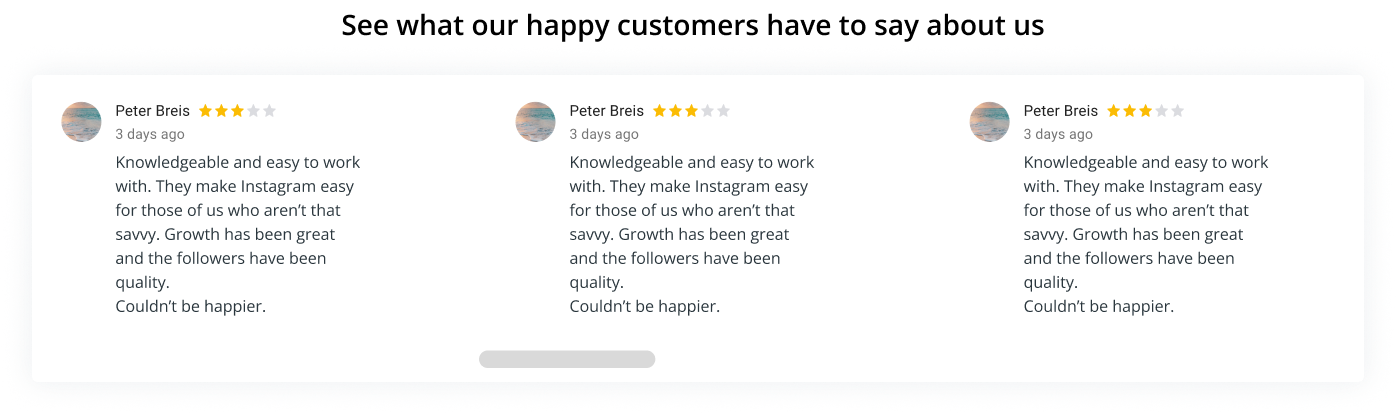 See what our happy customers have to say about us
Peter Breis
3 days ago
Knowledgeable and easy to work
with. They make Instagram easy
for those of us who aren’t that
savvy. Growth has been great
and the followers have been
quality.
Couldn’t be happier.
Peter Breis
3 days ago
Knowledgeable and easy to work
with. They make Instagram easy
for those of us who aren’t that
savvy. Growth has been great
and the followers have been
quality.
Couldn’t be happier.
Peter Breis
3 days ago
Knowledgeable and easy to work
with. They make Instagram easy
for those of us who aren’t that
savvy. Growth has been great
and the followers have been
quality.
Couldn’t be happier.